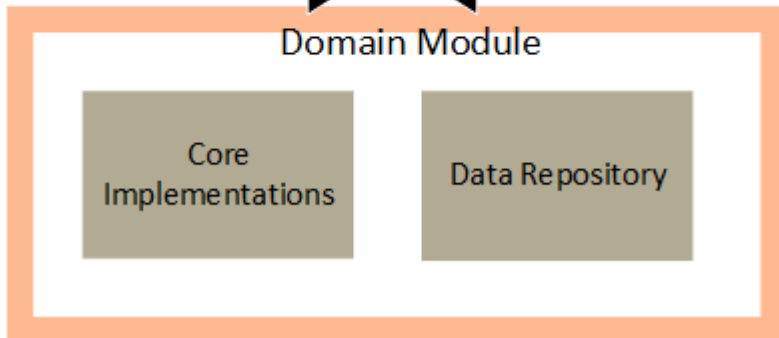 Domain Module
Core
Implementations
Data Repository